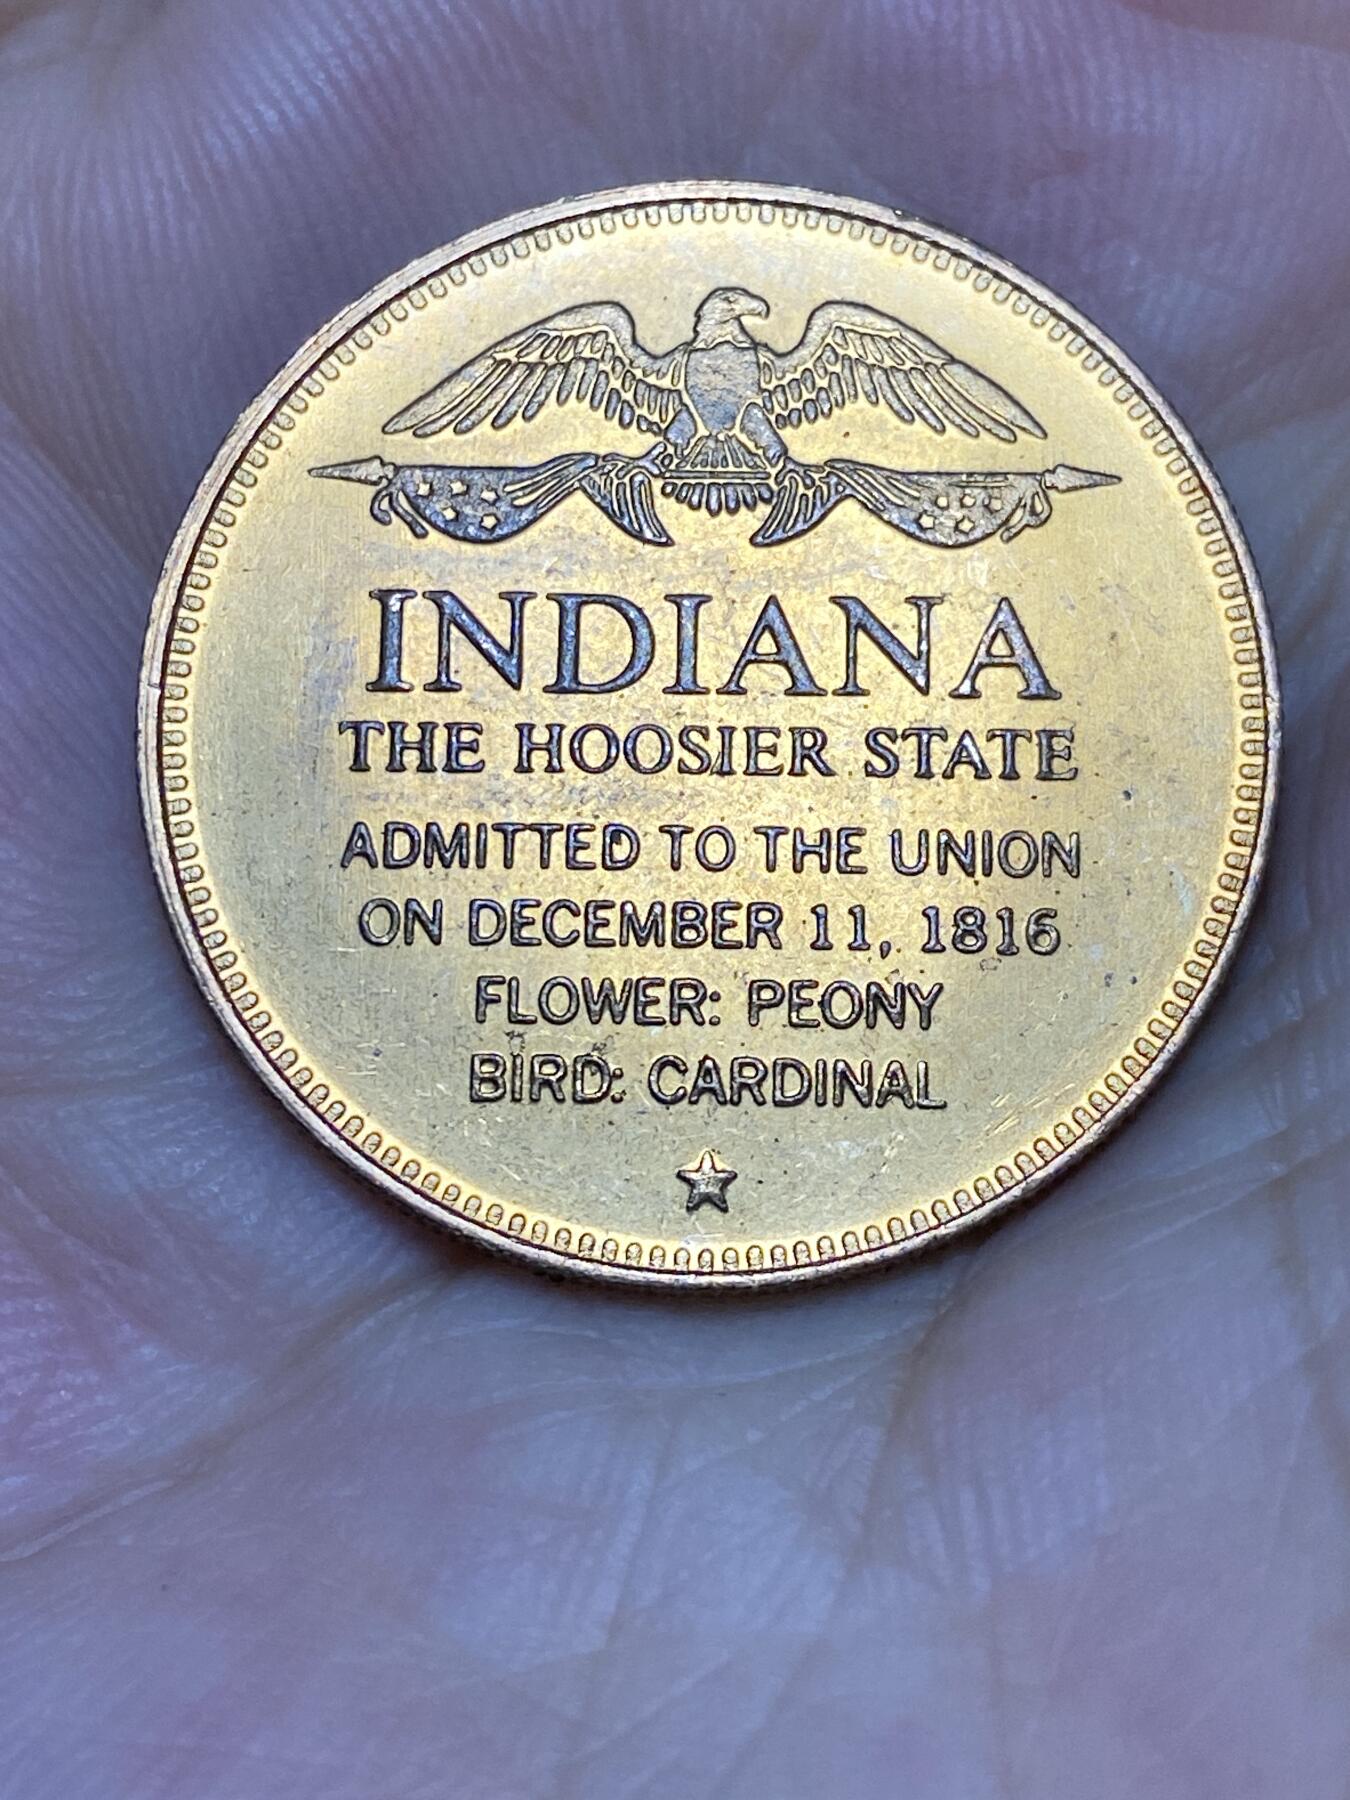 INDIANA
THE HOOSIER STATE
ADMITTED TO THE UNION
ON DECEMBER 11, 1816
FLOWER: PEONY
BIRD: CARDINAL